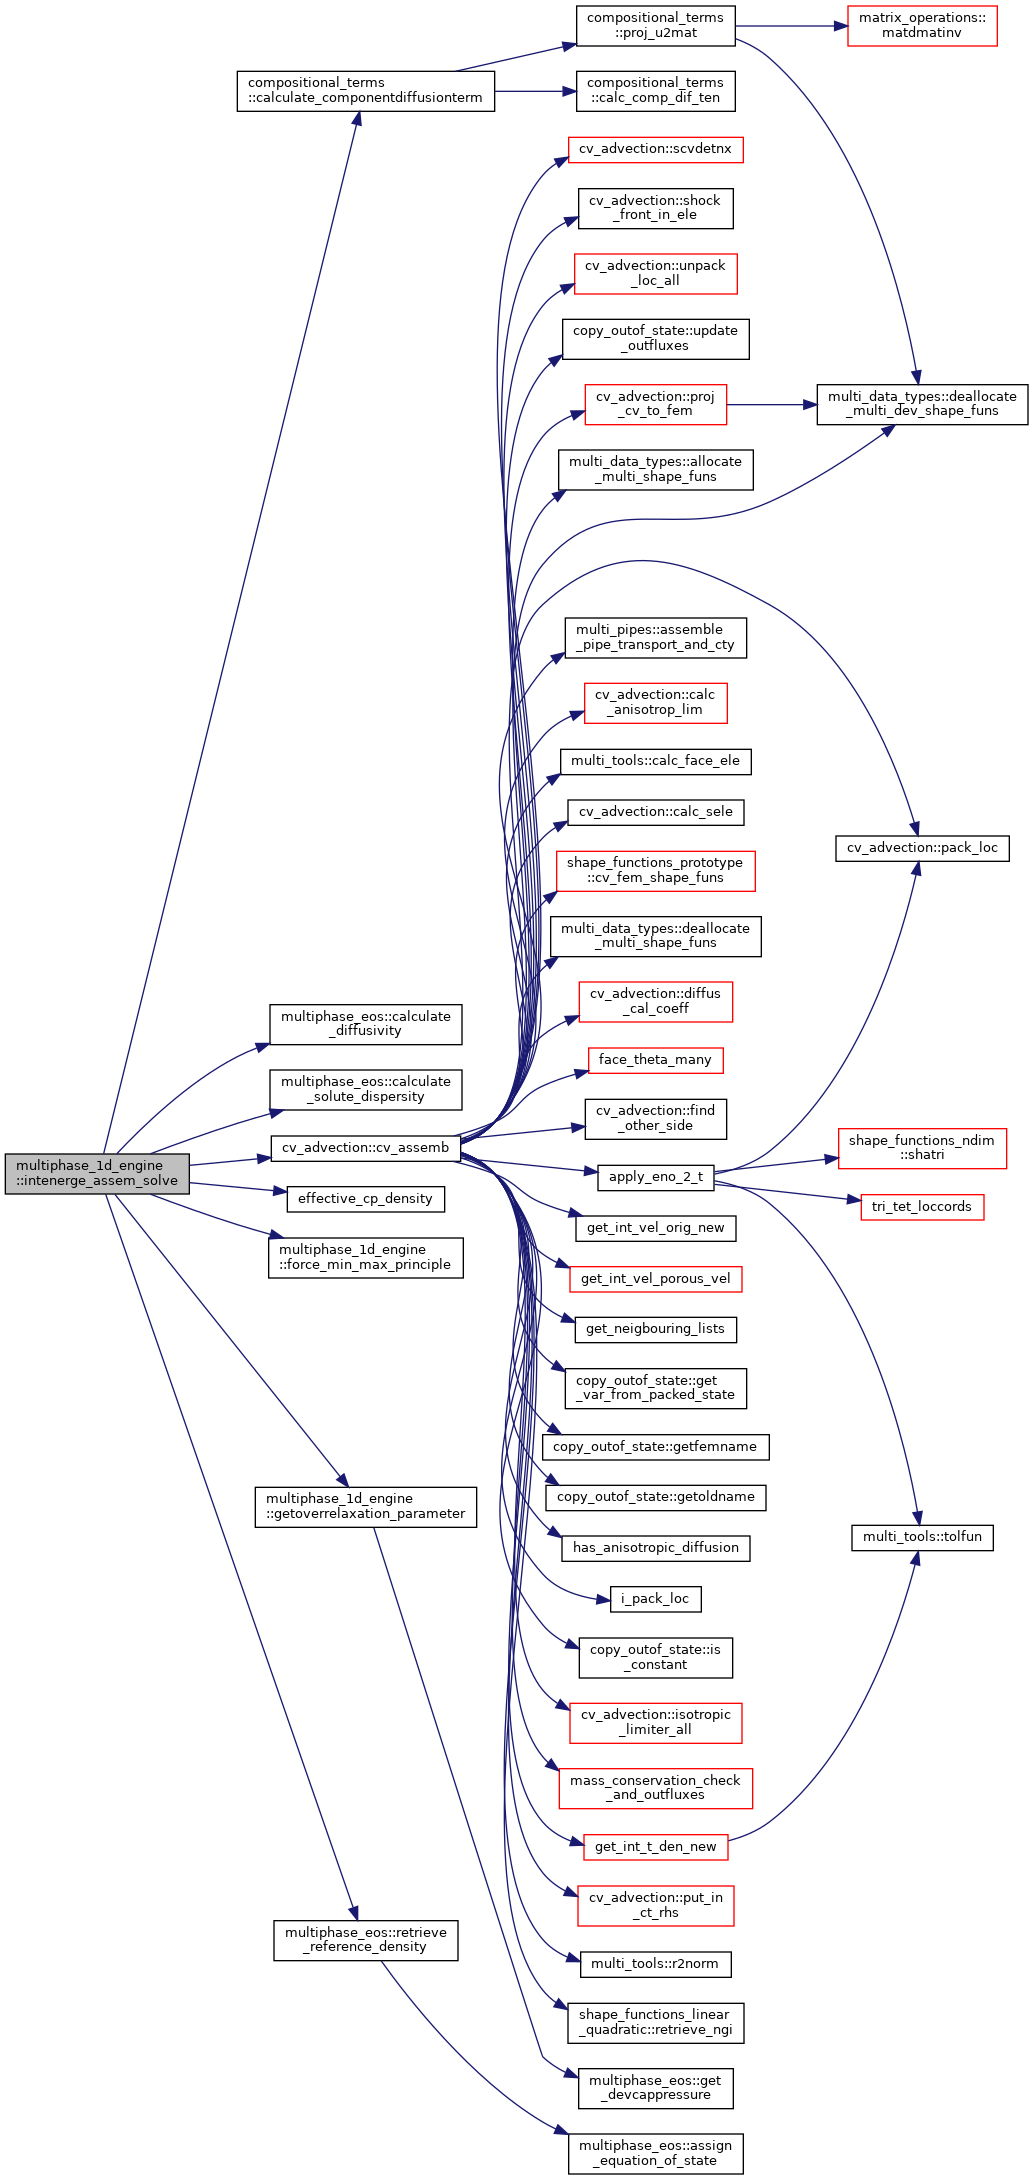 compositional_terms
::proj_u2mat
matrix_operations::
matdmatinv
compositional_terms
::calculate_componentdiffusionterm
compositional_terms
::calc_comp_dif_ten
cv_advection::scvdetnx
cv_advection::shock
_front_in_ele
cv_advection::unpack
_loc_all
copy_outof_state::update
_outfluxes
cv_advection::proj
_cv_to_fem
multi_data_types::deallocate
_multi_dev_shape_funs
multi_data_types::allocate
_multi_shape_funs
multi_pipes::assemble
_pipe_transport_and_cty
cv_advection::calc
_anisotrop_lim
multi_tools::calc_face_ele
cv_advection::calc_sele
cv_advection::pack_loc
shape_functions_prototype
::cv_fem_shape_funs
multi_data_types::deallocate
_multi_shape_funs
cv_advection::diffus
_cal_coeff
multiphase_eos::calculate
_diffusivity
face_theta_many
multiphase_eos::calculate
_solute_dispersity
cv_advection::find
_other_side
cv_advection::cv_assemb
shape_functions_ndim
::shatri
multiphase_1d_engine
::intenerge_assem_solve
apply_eno_2_t
effective_cp_density
tri_tet_loccords
get_int_vel_orig_new
multiphase_1d_engine
::force_min_max_principle
get_int_vel_porous_vel
get_neigbouring_lists
copy_outof_state::get
_var_from_packed_state
copy_outof_state::getfemname
copy_outof_state::getoldname
multiphase_1d_engine
::getoverrelaxation_parameter
multi_tools::tolfun
has_anisotropic_diffusion
i_pack_loc
copy_outof_state::is
_constant
cv_advection::isotropic
_limiter_all
mass_conservation_check
_and_outfluxes
get_int_t_den_new
cv_advection::put_in
_ct_rhs
multiphase_eos::retrieve
_reference_density
multi_tools::r2norm
shape_functions_linear
_quadratic::retrieve_ngi
multiphase_eos::get
_devcappressure
multiphase_eos::assign
_equation_of_state